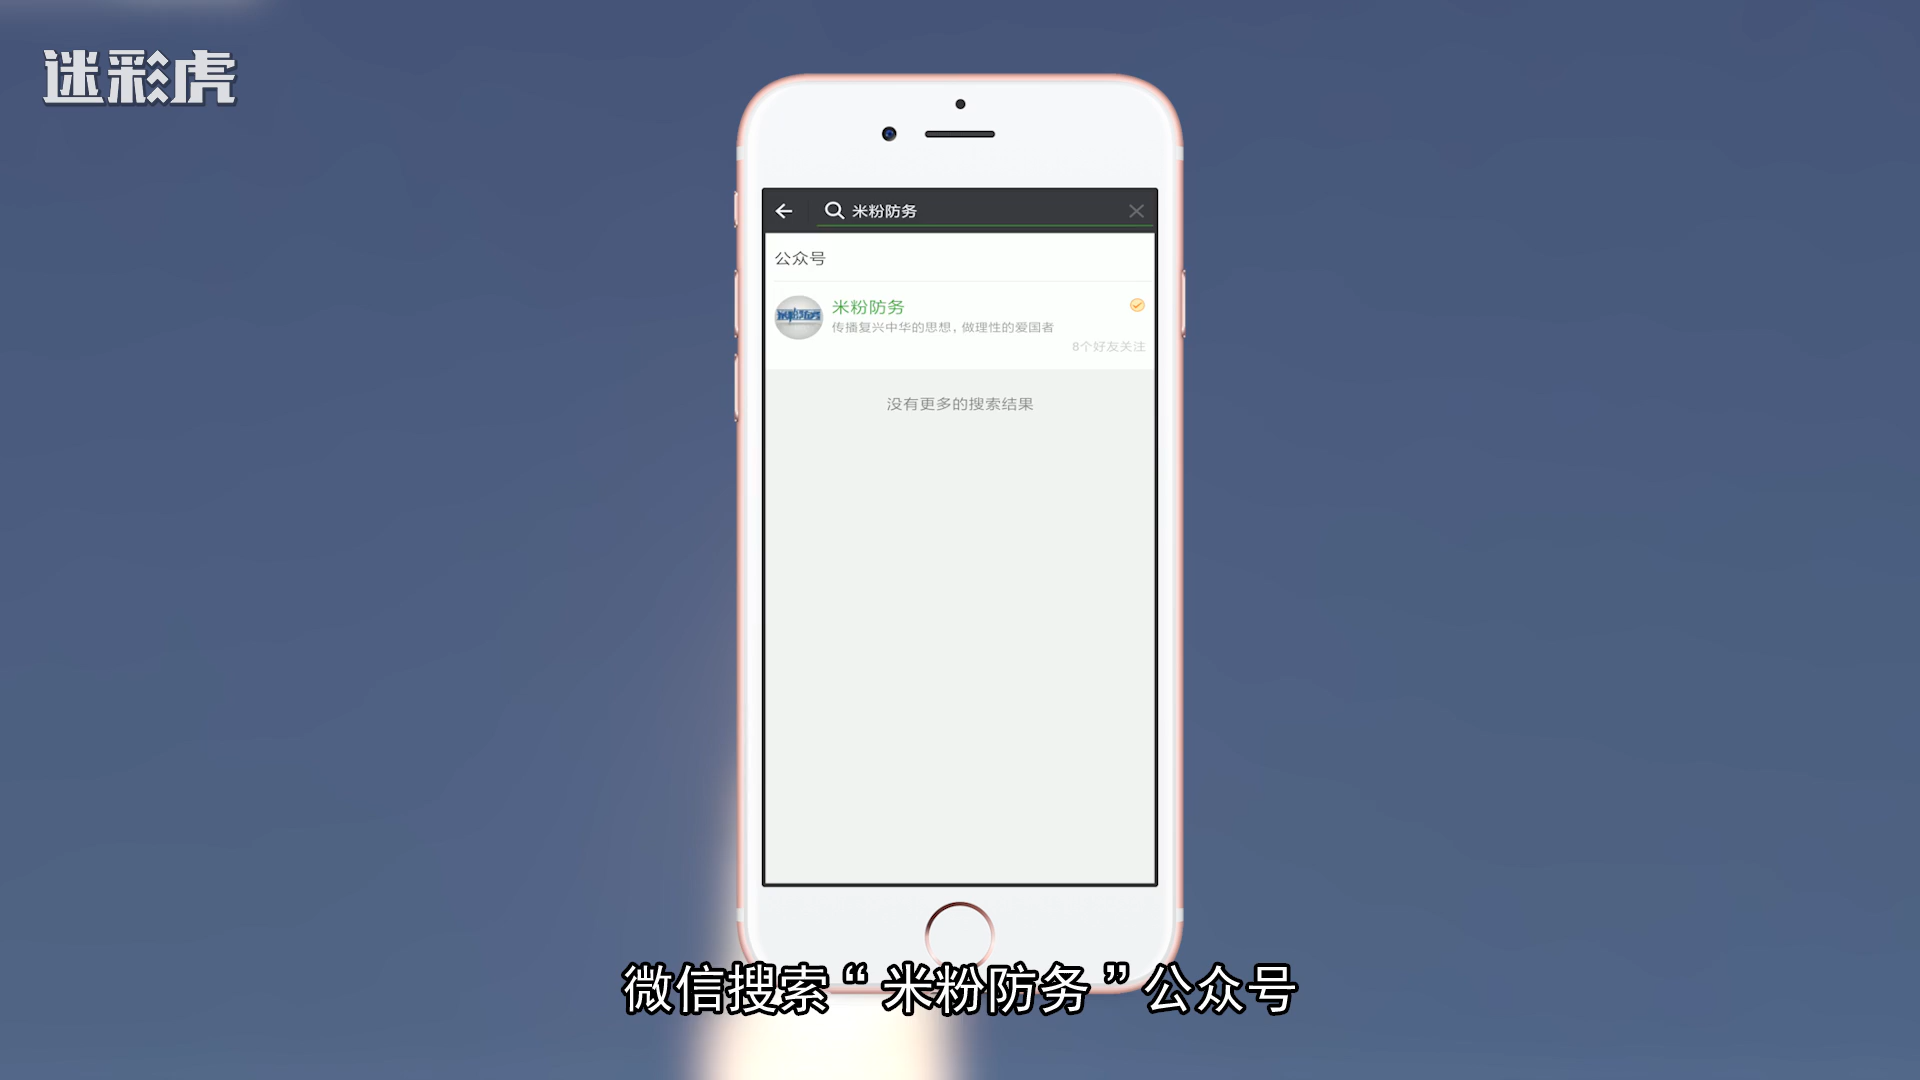 迷彩虎
米粉防务
公众号
米粉防务
传播复兴中华的思想，做理性的爱国者
8个好友关注
没有更多的搜索结果
微信搜索“米粉防务”公众号